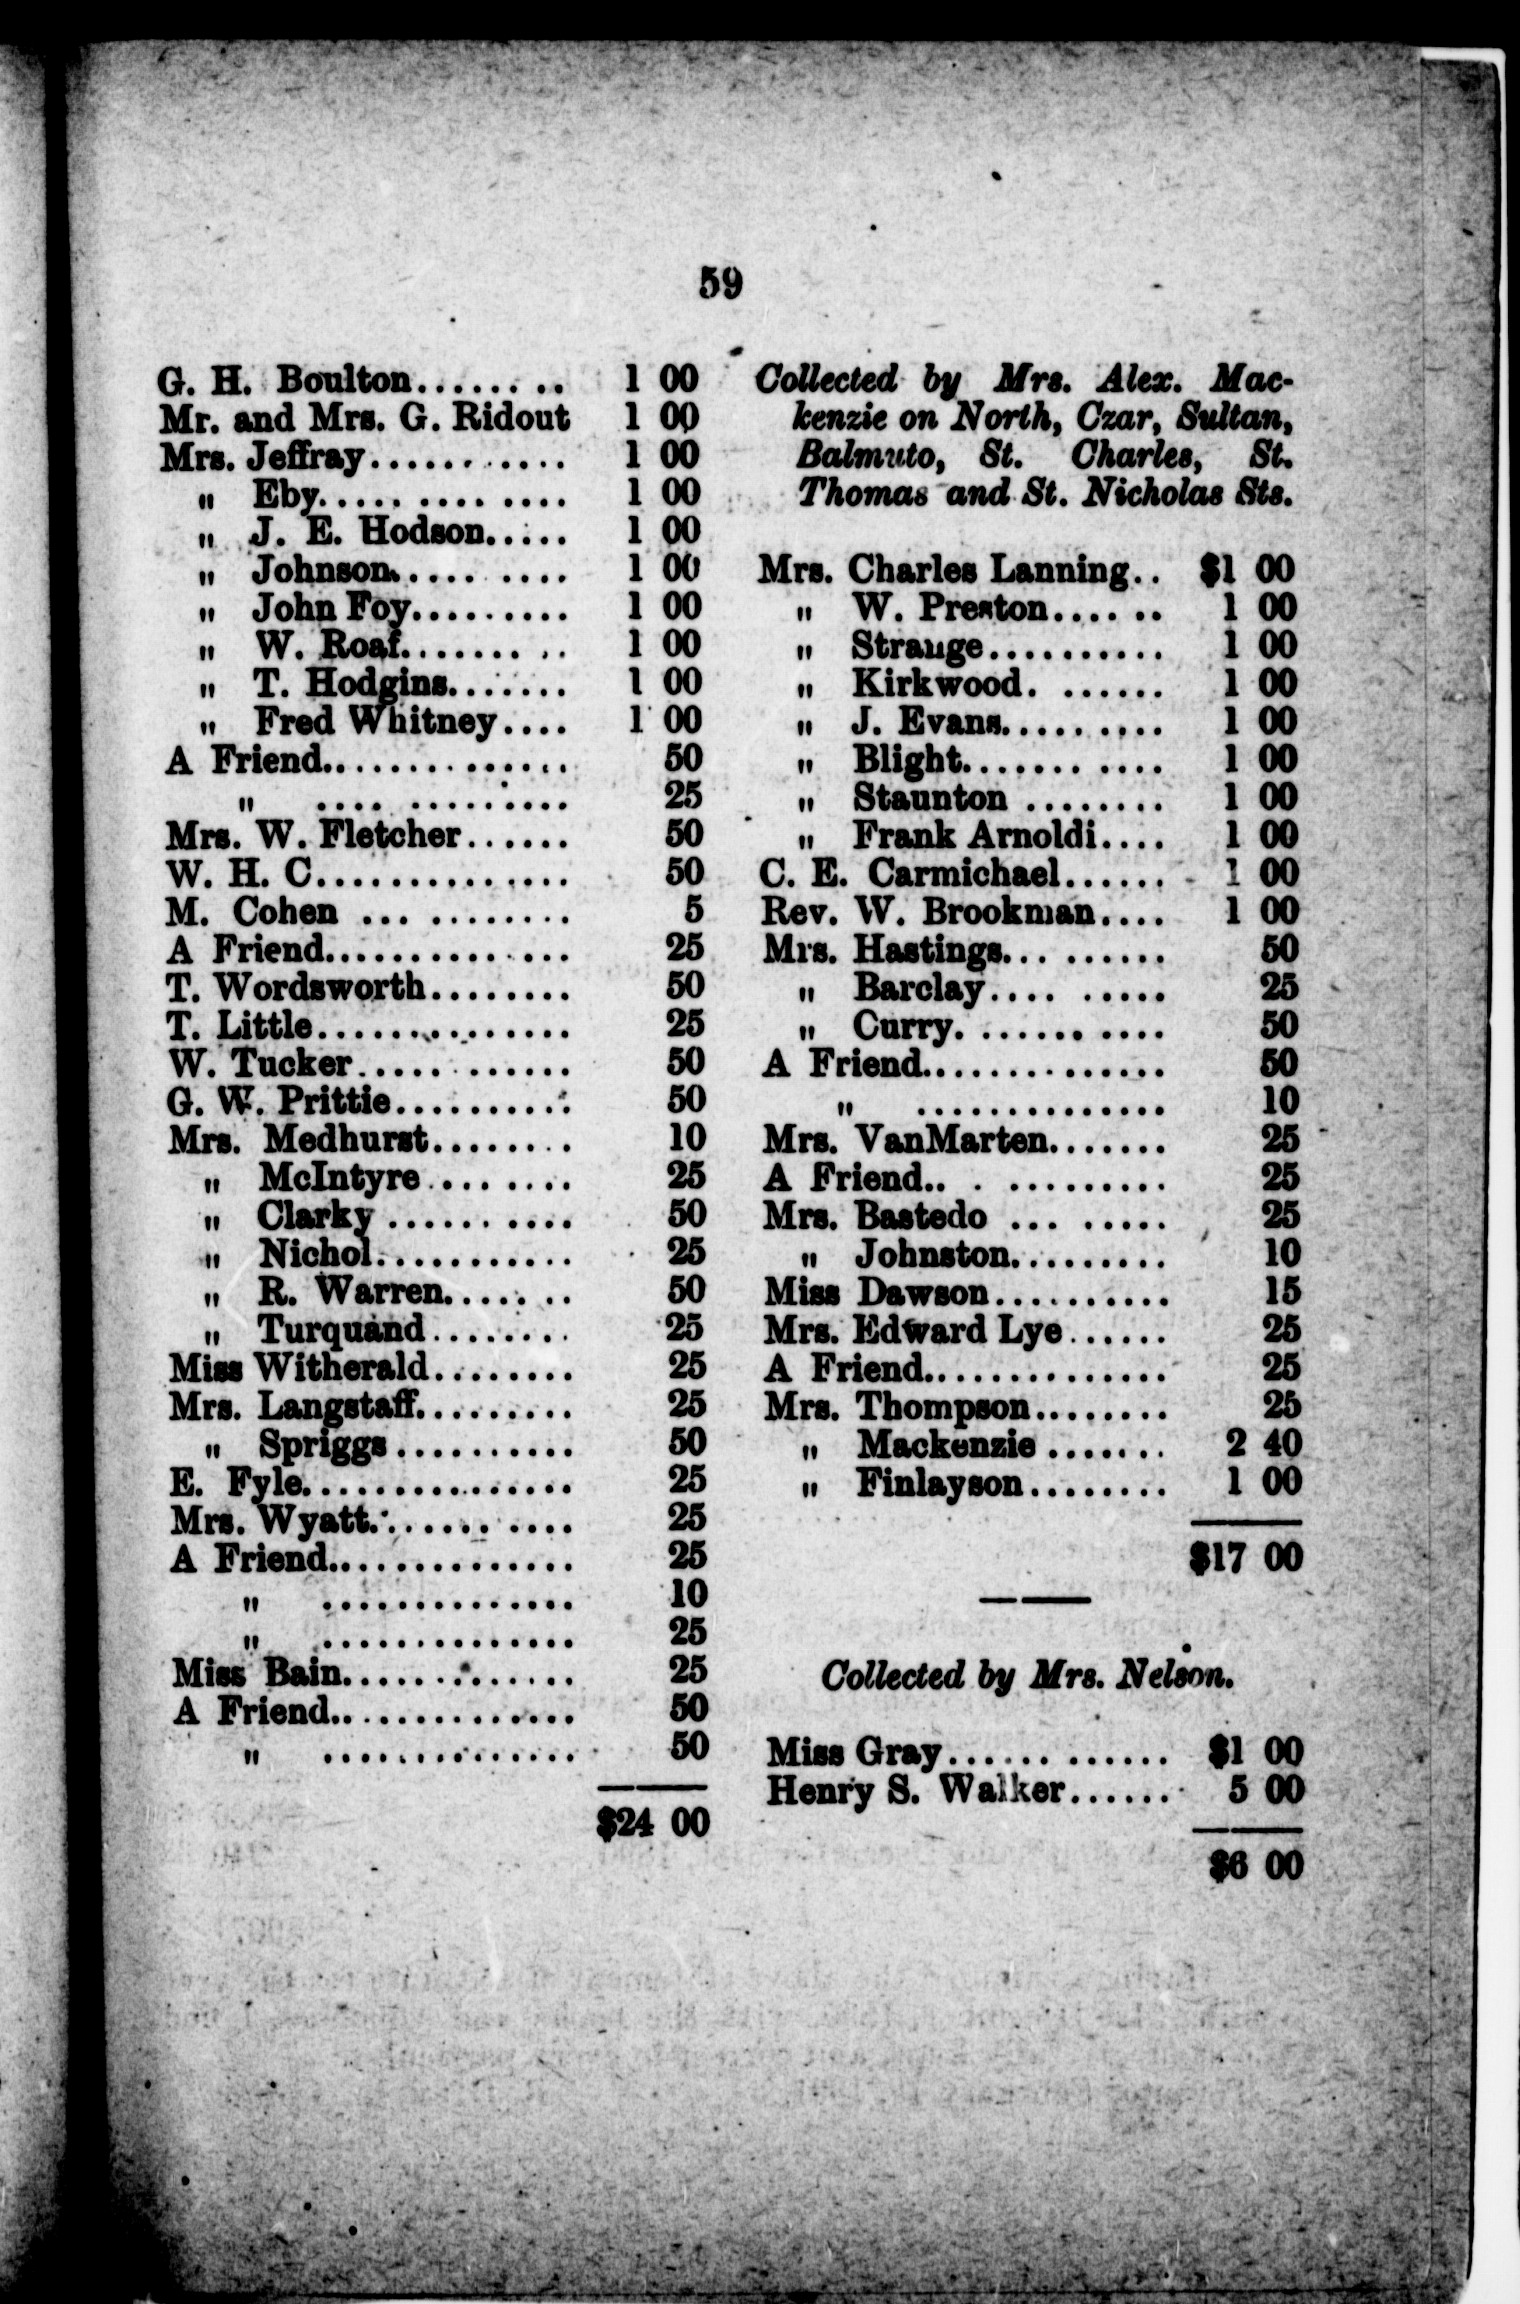 59
G. H. Boulton........ .. 1 00
Mr. and Mrs. G. Ridout 1 00
Mrs. Jeffray............ 1 00
" Eby..... ......... 1 00
" J. E. Hodson..... 1 00
" Johnson..... .... 1 00
" John Foy......... 1 00
" W. Roaf........ .. 1 00
" T. Hodgins....... 1 00
" Fred Whitney.... 1 00
A Friend.............. 50
" .... .......... 25
Mrs. W. Fletcher...... 50
W. H. C............... 50
M. Cohen ... ........ 5
A Friend.............. 25
T. Wordsworth........ 50
T. Little............... 25
W. Tucker............ 50
G. W. Prittie.......... 50
Mrs. Medhurst........ 10
" McIntyre........ 25
" Clarky .......... 50
" Nichol........... 25
" R. Warren....... 50
" Turquand........ 25
Miss Witherald........ 25
Mrs. Langstaff......... 25
" Spriggs.......... 50
E. Fyle............... 25
Mrs. Wyatt........... 25
A Friend.............. 25
" .............. 10
" .............. 25
Miss Bain............. 25
A Friend.............. 50
" .............. 50
$24 00
Collected by Mrs. Alex. Mac-
kenzie on North, Czar, Sultan,
Balmuto, St. Charles, St.
Thomas and St. Nicholas Sts.
Mrs. Charles Lanning.. $1 00
" W. Preston...... 1 00
" Strange.......... 1 00
" Kirkwood. ...... 1 00
" J. Evans......... 1 00
" Blight....... .... 1 00
" Staunton ........ 1 00
" Frank Arnoldi.... 1 00
C. E. Carmichael...... 1 00
Rev. W. Brookman.... 1 00
Mrs. Hastings... ...... 50
" Barclay.... ..... 25
" Curry. .......... 50
A Friend.............. 50
" .............. 10
Mrs. VanMarten....... 25
A Friend.. . ......... 25
Mrs. Bastedo ... ..... 25
" Johnston......... 10
Miss Dawson.......... 15
Mrs. Edward Lye...... 25
A Friend.............. 25
Mrs. Thompson........ 25
" Mackenzie ....... 2 40
" Finlayson........ 1 00
$17 00
Collected by Mrs. Nelson.
Miss Gray............ $1 00
Henry S. Walker...... 5 00
$6 00